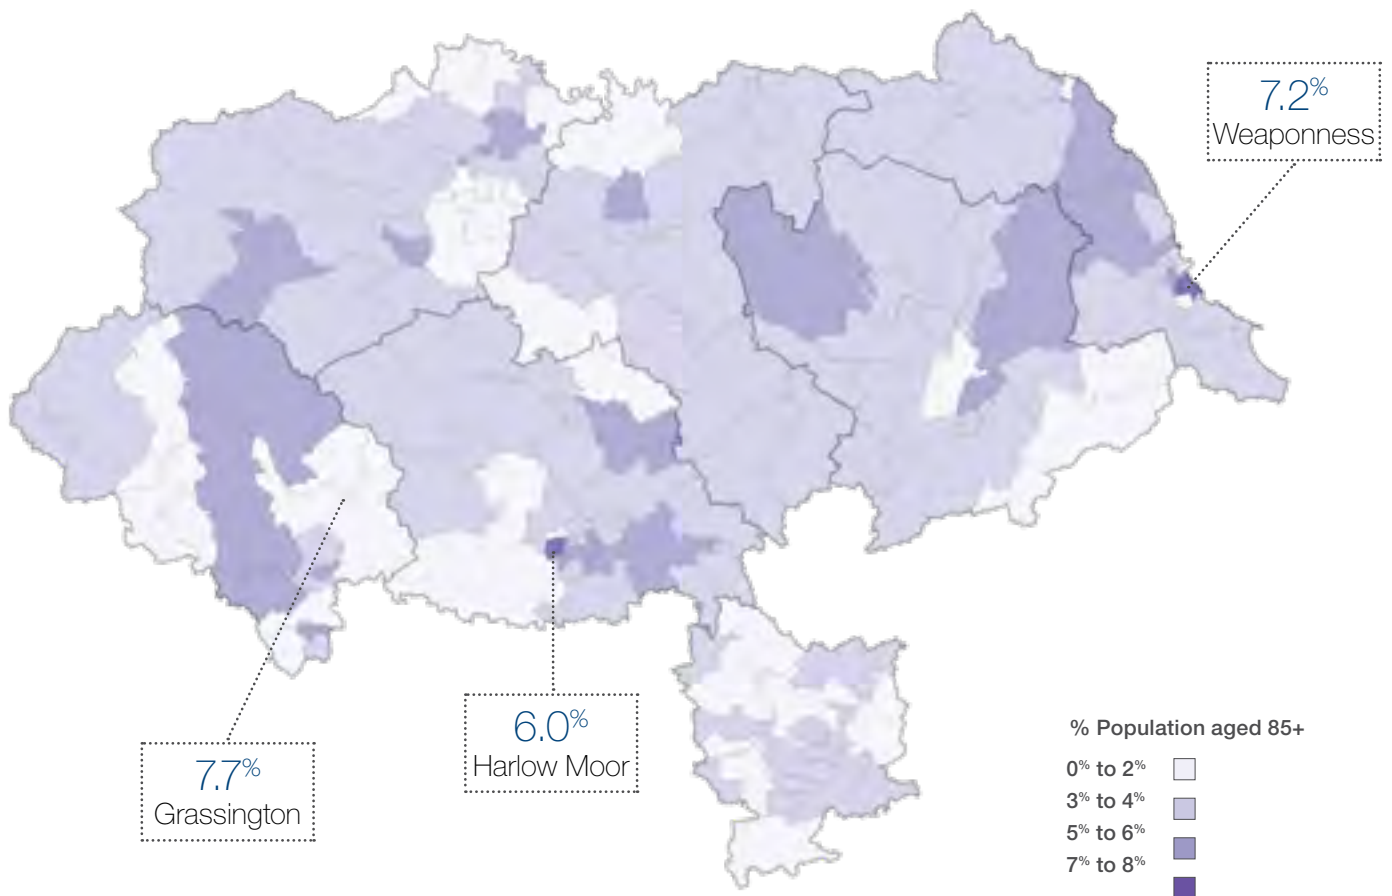 7.2%
Weaponness
6.0%
Harlow Moor
7.7%
Grassington
% Population aged 85+
0% to 2%
3% to 4%
5% to 6%
7% to 8%